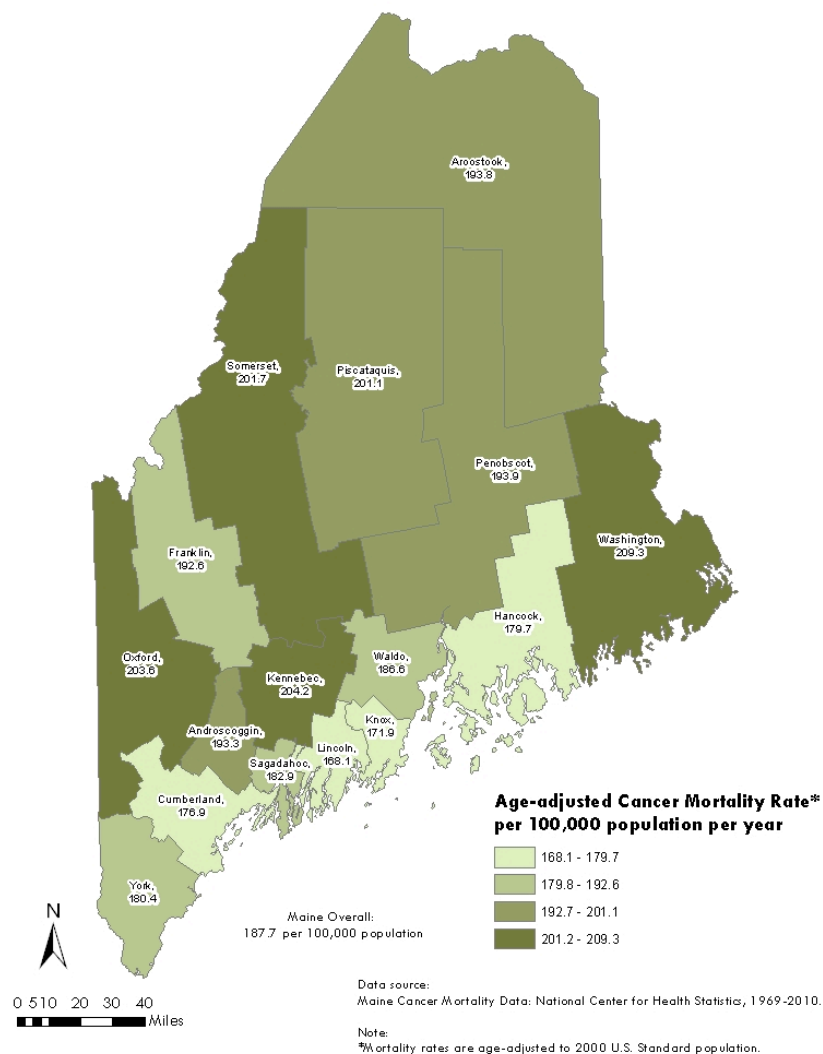 Aroostook,
193.8
Somerset,
201.7
Piscataquis,
201.1
Penobscot,
193.9
Washington,
209.3
Franklin,
192.6
Hancock,
179.7
Oxford,
203.6
Kennebec,
204.2
Waldo,
186.6
Knox,
171.9
Androscoggin,
193.3
Lincoln,
168.1
Sagadahoc,
182.9
Cumberland,
176.9
York,
180.4
Age-adjusted Cancer Mortality Rate*
per 100,000 population per year
168.1 - 179.7
179.8 - 192.6
192.7 - 201.1
201.2 - 209.3
N
Maine Overall:
187.7 per 100,000 population
0 5 10 20 30 40
Miles
Data source:
Maine Cancer Mortality Data: National Center for Health Statistics, 1969-2010.
Note:
*Mortality rates are age-adjusted to 2000 U.S. Standard population.